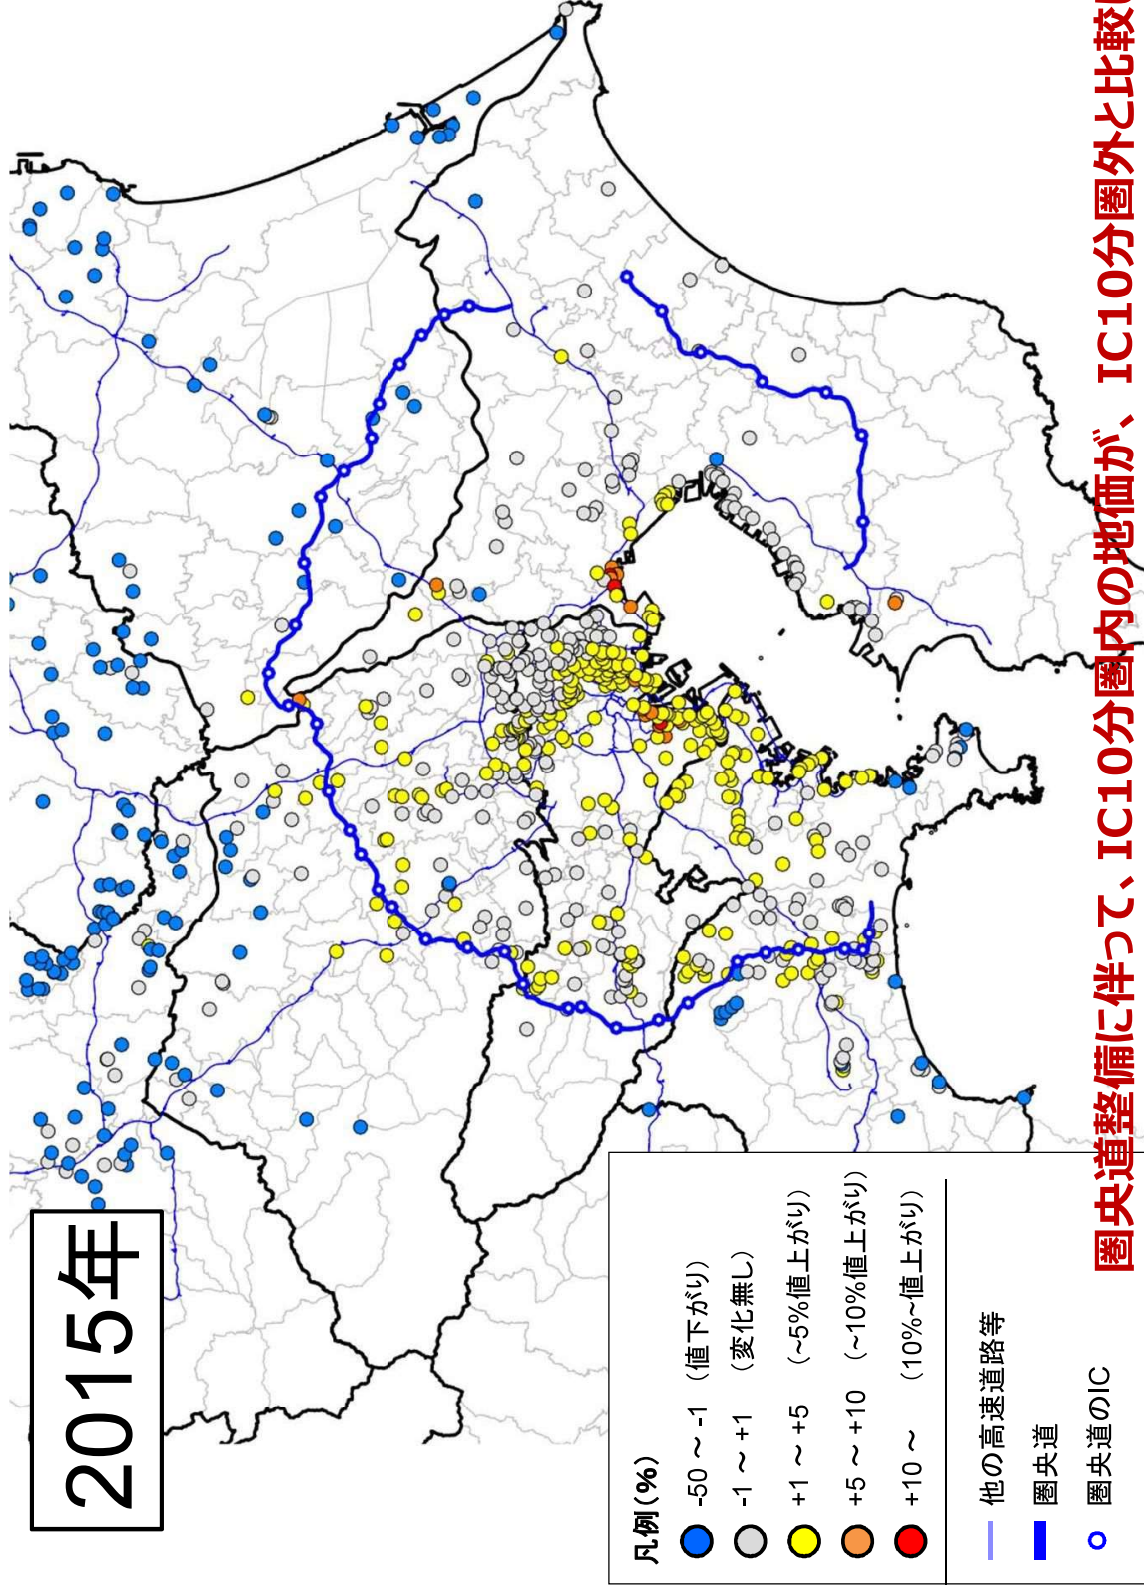 2015年
凡例(%)
-50 ～ -1 (値下がり)
-1 ～ +1 (変化無し)
+1 ～ +5 (~5%値上がり)
+5 ～ +10 (~10%値上がり)
+10 ～ (10%~値上がり)
他の高速道路等
圏央道
圏央道のIC
圏央道整備に伴って、IC10分圏内の地価が、IC10分圏外と比較し